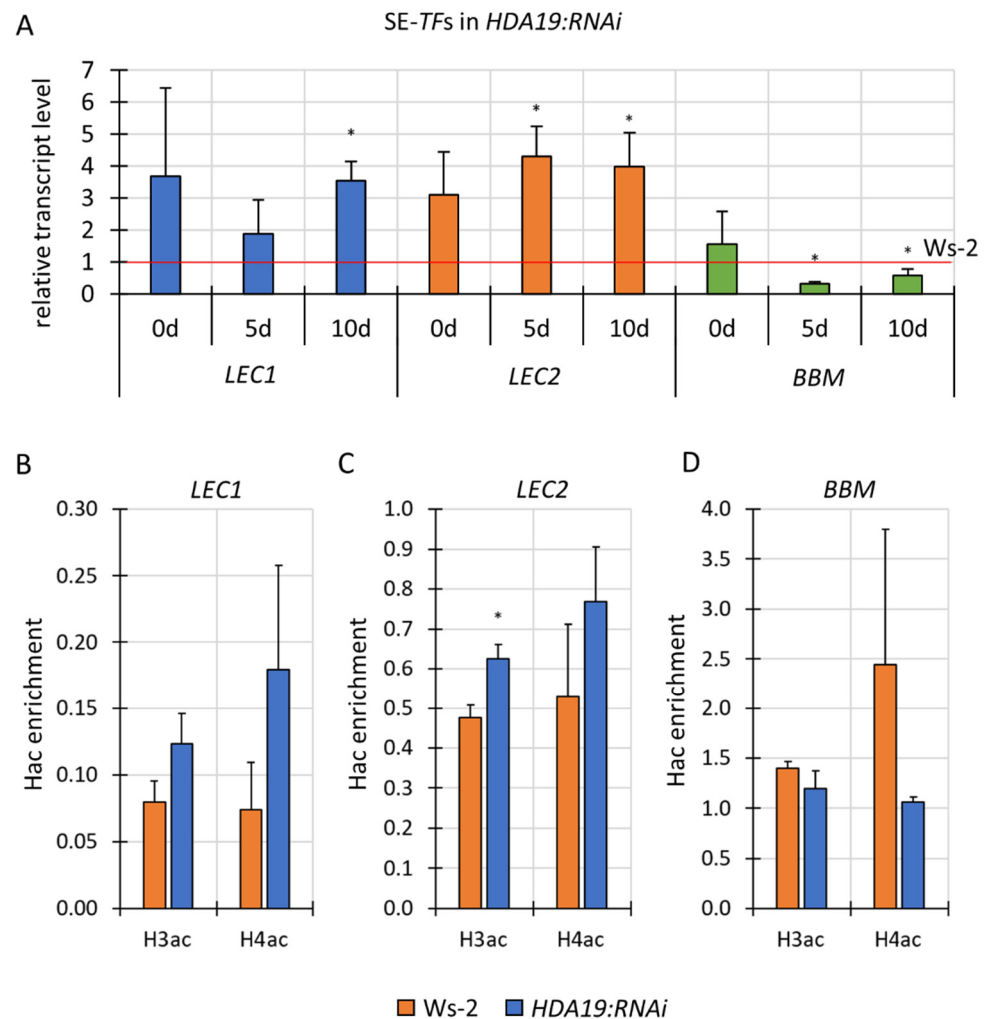 A
SE-TFs in HDA19:RNAi
relative transcript level
7
6
5
4
3
2
1
0
*
*
*
*
*
Ws-2
0d 5d 10d 0d 5d 10d 0d 5d 10d
LEC1 LEC2 BBM
B
LEC1
Hac enrichment
0.30
0.25
0.20
0.15
0.10
0.05
0.00
H3ac H4ac
C
LEC2
Hac enrichment
1.0
0.9
0.8
0.7
0.6
0.5
0.4
0.3
0.2
0.1
0.0
*
H3ac H4ac
D
BBM
Hac enrichment
4.0
3.5
3.0
2.5
2.0
1.5
1.0
0.5
0.0
H3ac H4ac
Ws-2 HDA19:RNAi